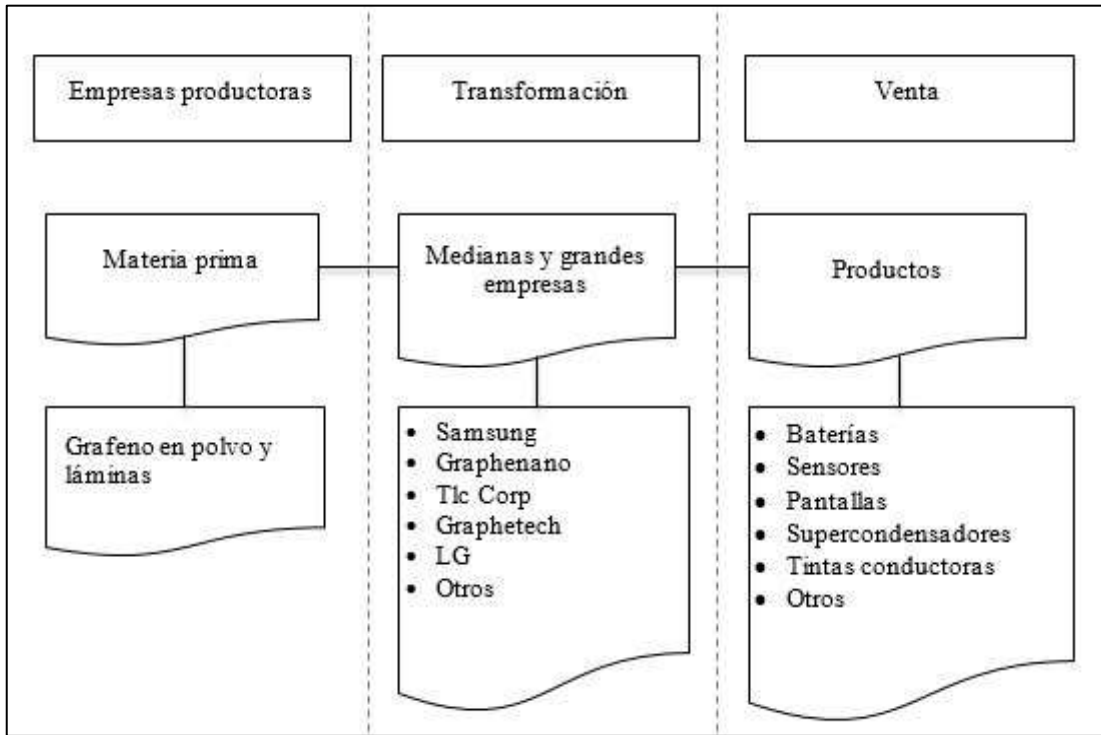 Empresas productoras
Transformación
Venta
Materia prima
Medianas y grandes
empresas
Productos
Grafeno en polvo y
láminas
• Samsung
• Graphenano
• Tlc Corp
• Graphetech
• LG
• Otros
• Baterías
• Sensores
• Pantallas
• Supercondensadores
• Tintas conductoras
• Otros